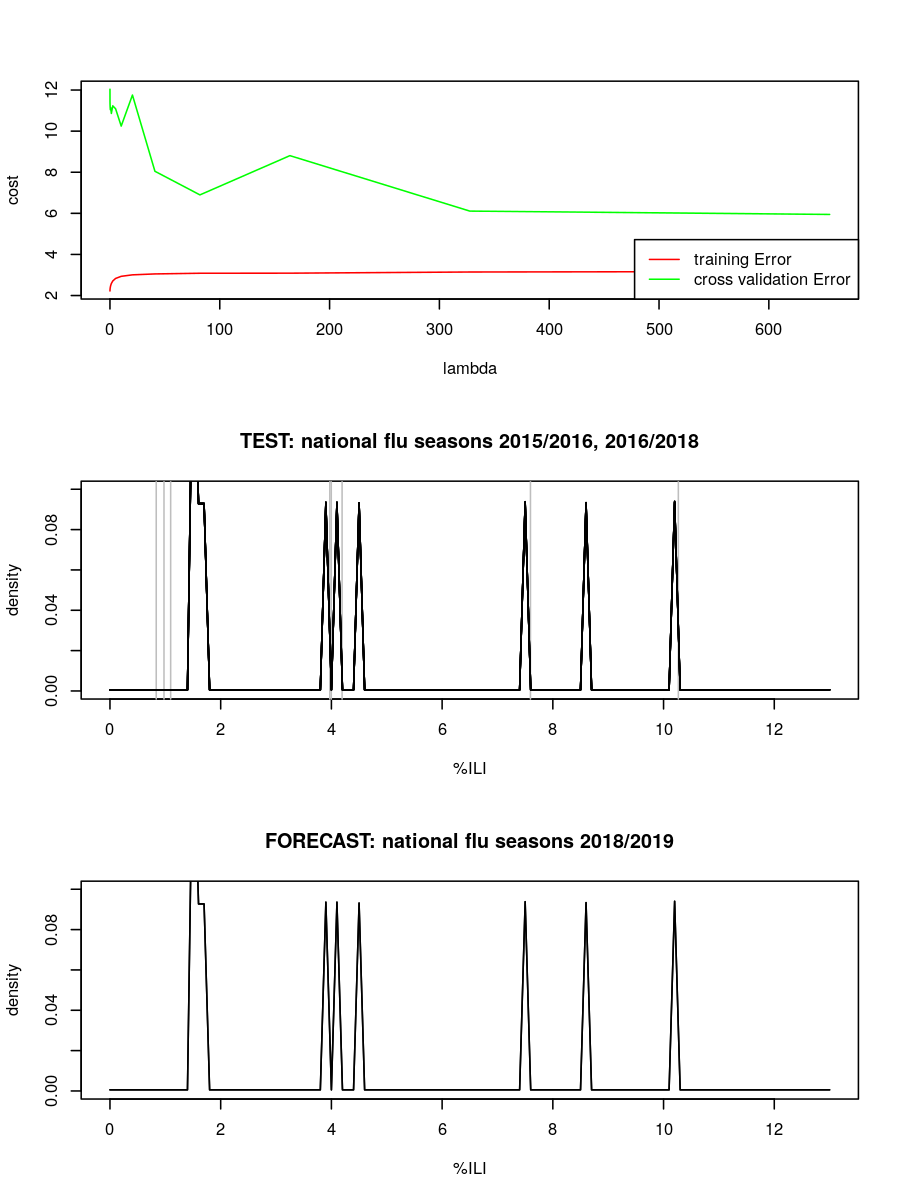 12
10
8
6
4
2
cost
training Error
cross validation Error
0 100 200 300 400 500 600
lambda
TEST: national flu seasons 2015/2016, 2016/2018
0.08
0.04
0.00
density
0 2 4 6 8 10 12
%ILI
FORECAST: national flu seasons 2018/2019
0.08
0.04
0.00
density
0 2 4 6 8 10 12
%ILI